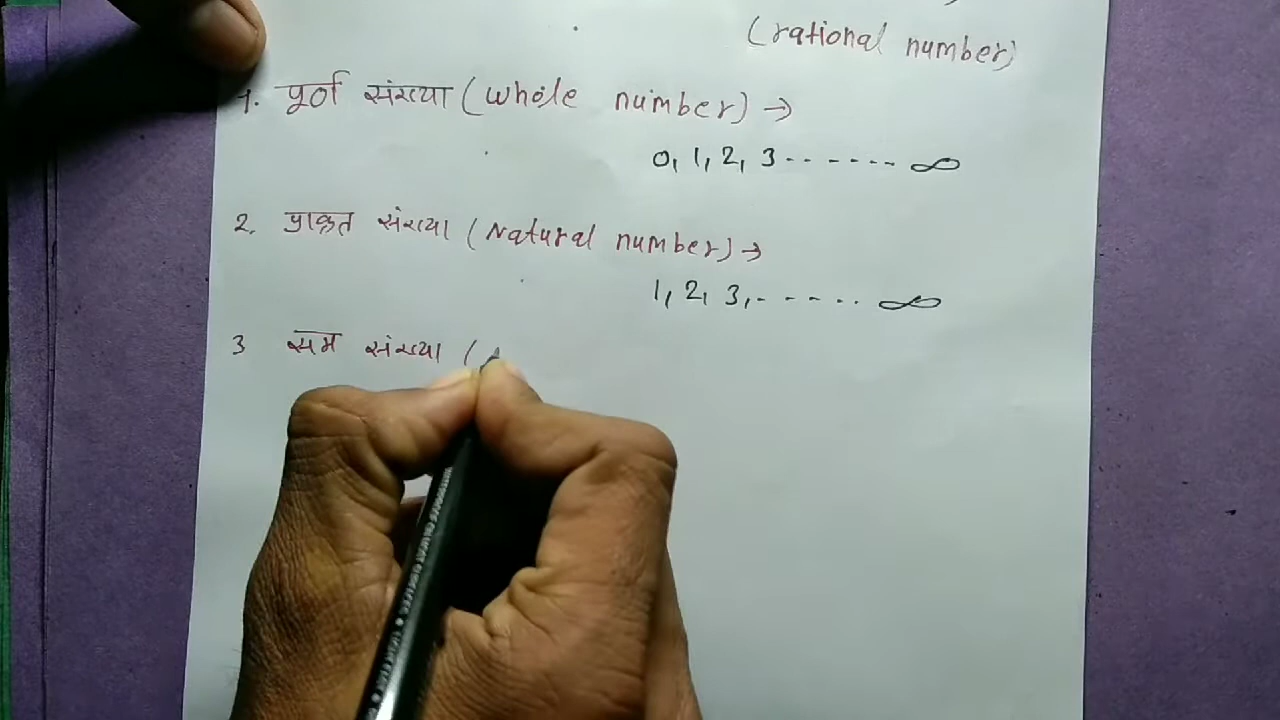 (rational number)
1. पूर्ण संख्या (Whole number) →
0, 1, 2, 3 ------- ∞
2. प्राकृत संख्या (Natural number) →
1, 2, 3, ------ ∞
3 सम संख्या (